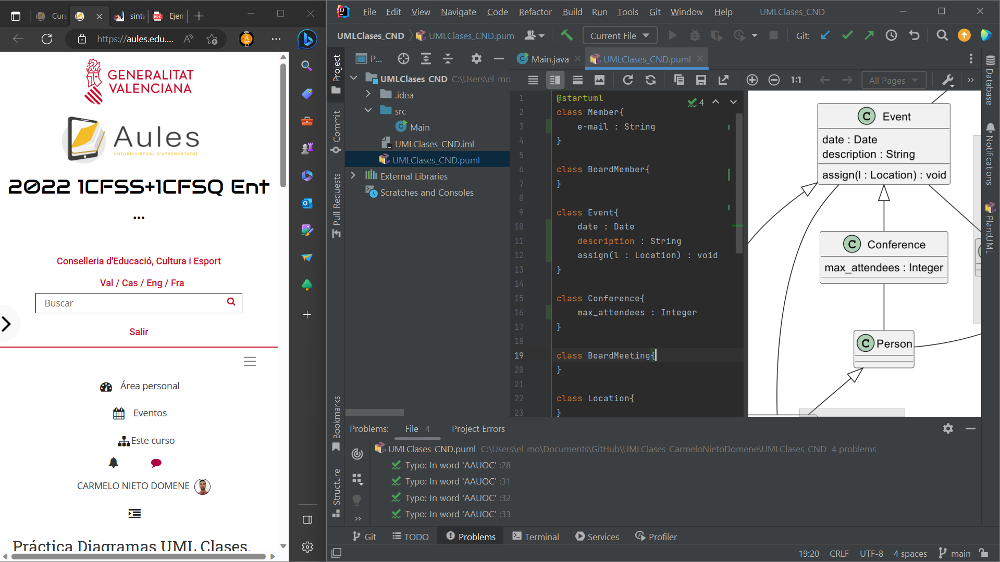 Curs
sinta
Ejem
https://aules.edu....
GENERALITAT
VALENCIANA
Aules
ENTORN VIRTUAL D'APRENENTATGE
2022 1CFSS+1CFSQ Ent
...
Conselleria d'Educació, Cultura i Esport
Val / Cas / Eng / Fra
Buscar
Salir
Área personal
Eventos
Este curso
CARMELO NIETO DOMENE
Práctica Diagramas UML Clases.
File Edit View Navigate Code Refactor Build Run Tools Git Window Help UMLClases_CND
UMLClases_CND UMLClases_CND.pum Current File Git:
Project
Commit
Pull Requests
Bookmarks
Structure
P...
UMLClases_CND C:\Users\el_mo
.idea
src
Main
UMLClases_CND.iml
UMLClases_CND.puml
External Libraries
Scratches and Consoles
Main.java UMLClases_CND.puml
1:1 All Pages
4
1 @startuml
2 class Member{
3 e-mail : String
4 }
5
6 class BoardMember{
7 }
8
9 class Event{
10 date : Date
11 description : String
12 assign(l : Location) : void
13 }
14
15 class Conference{
16 max_attendees : Integer
17 }
18
19 class BoardMeeting{
20 }
21
22 class Location{
23 }
C Event
date : Date
description : String
assign(l : Location) : void
C Conference
max_attendees : Integer
C Person
Database
Notifications
PlantUML
Problems: File 4 Project Errors
UMLClases_CND.puml C:\Users\el_mo\Documents\GitHub\UMLClases_CarmeloNietoDomene\UMLClases_CND 4 problems
Typo: In word 'AAUOC' :28
Typo: In word 'AAUOC' :31
Typo: In word 'AAUOC' :32
Typo: In word 'AAUOC' :33
Git TODO Problems Terminal Services Profiler
19:20 CRLF UTF-8 4 spaces main